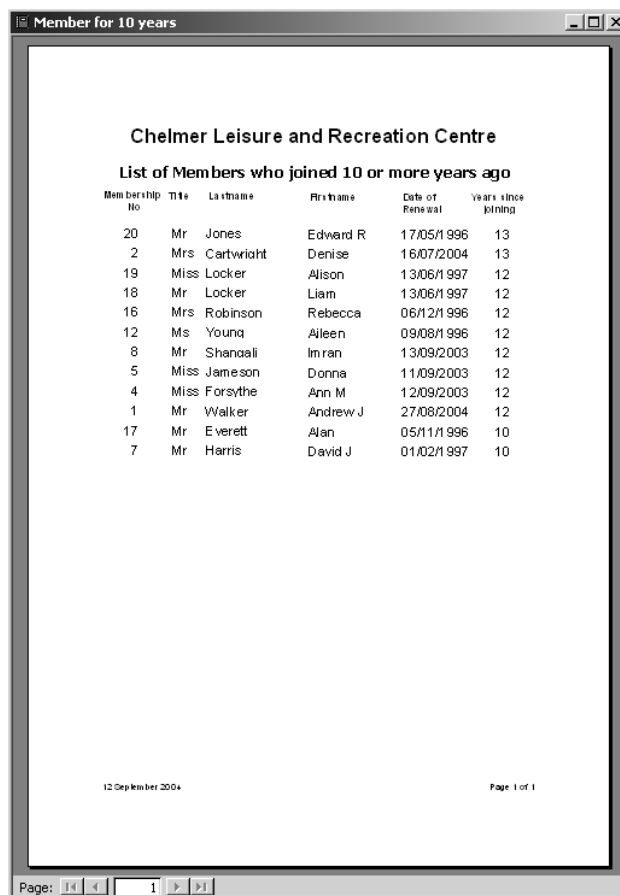 Member for 10 years
Chelmer Leisure and Recreation Centre
List of Members who joined 10 or more years ago
Membership No Title Lastname Firstname Date of Renewal Years since joining
20 Mr Jones Edward R 17/05/1996 13
2 Mrs Cartwright Denise 16/07/2004 13
19 Miss Locker Alison 13/06/1997 12
18 Mr Locker Liam 13/06/1997 12
16 Mrs Robinson Rebecca 06/12/1996 12
12 Ms Young Aileen 09/08/1996 12
8 Mr Shangali Imran 13/09/2003 12
5 Miss Jameson Donna 11/09/2003 12
4 Miss Forsythe Ann M 12/09/2003 12
1 Mr Walker Andrew J 27/08/2004 12
17 Mr Everett Alan 05/11/1996 10
7 Mr Harris David J 01/02/1997 10
12 September 2004 Page 1 of 1
Page: 1